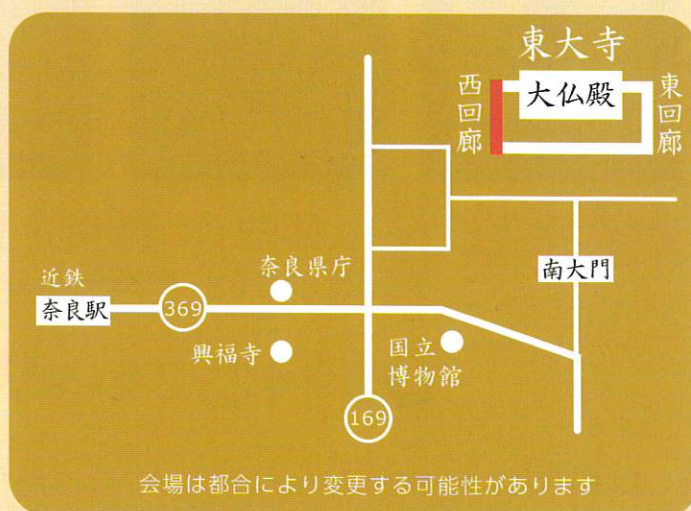 東大寺
西回廊
大仏殿
東回廊
近鉄
奈良駅
369
奈良県庁
南大門
興福寺
国立
博物館
169
会場は都合により変更する可能性があります